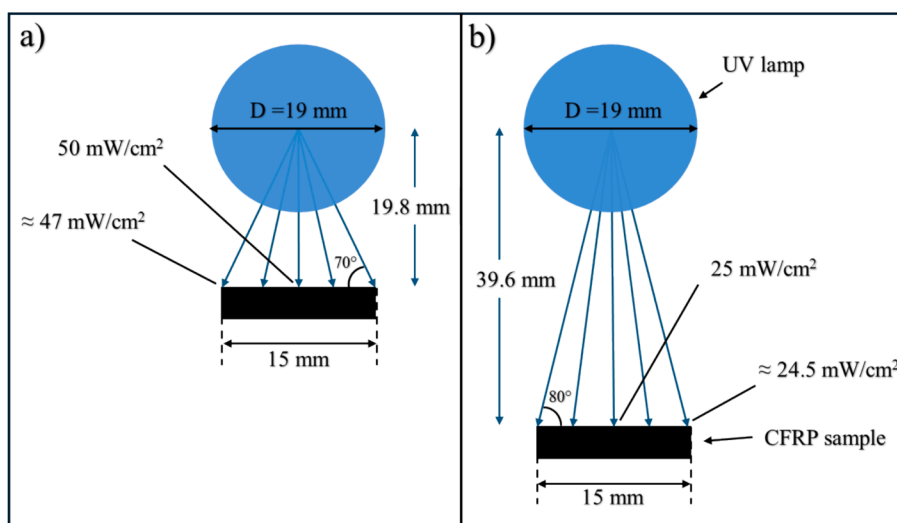 a)
D =19 mm
50 mW/cm²
19.8 mm
≈ 47 mW/cm²
70°
15 mm
b)
UV lamp
D =19 mm
39.6 mm
25 mW/cm²
≈ 24.5 mW/cm²
80°
CFRP sample
15 mm